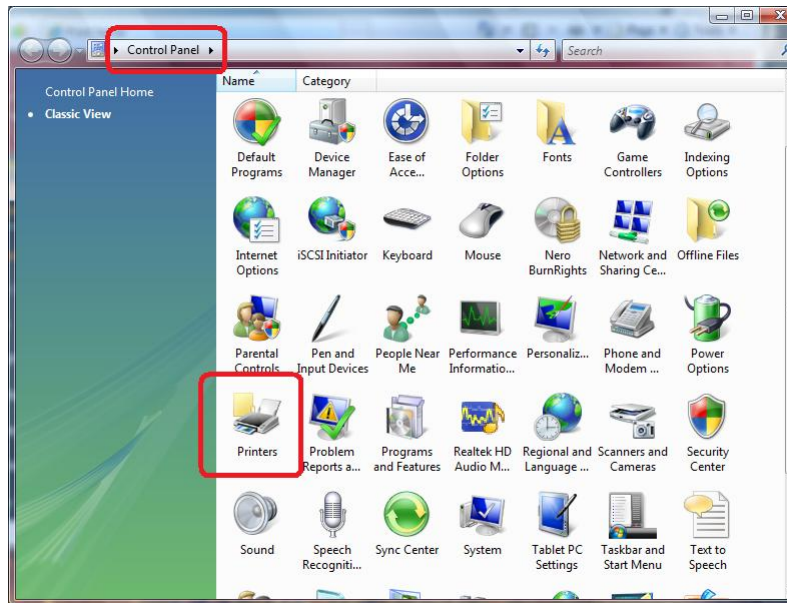 Control Panel
Search
Control Panel Home
Classic View
Name Category
Default Programs
Device Manager
Ease of Acce...
Folder Options
Fonts
Game Controllers
Indexing Options
Internet Options
iSCSI Initiator
Keyboard
Mouse
Nero BurnRights
Network and Sharing Ce...
Offline Files
Parental Controls
Pen and Input Devices
People Near Me
Performance Informatio...
Personaliz...
Phone and Modem ...
Power Options
Printers
Problem Reports a...
Programs and Features
Realtek HD Audio M...
Regional and Language ...
Scanners and Cameras
Security Center
Sound
Speech Recogniti...
Sync Center
System
Tablet PC Settings
Taskbar and Start Menu
Text to Speech